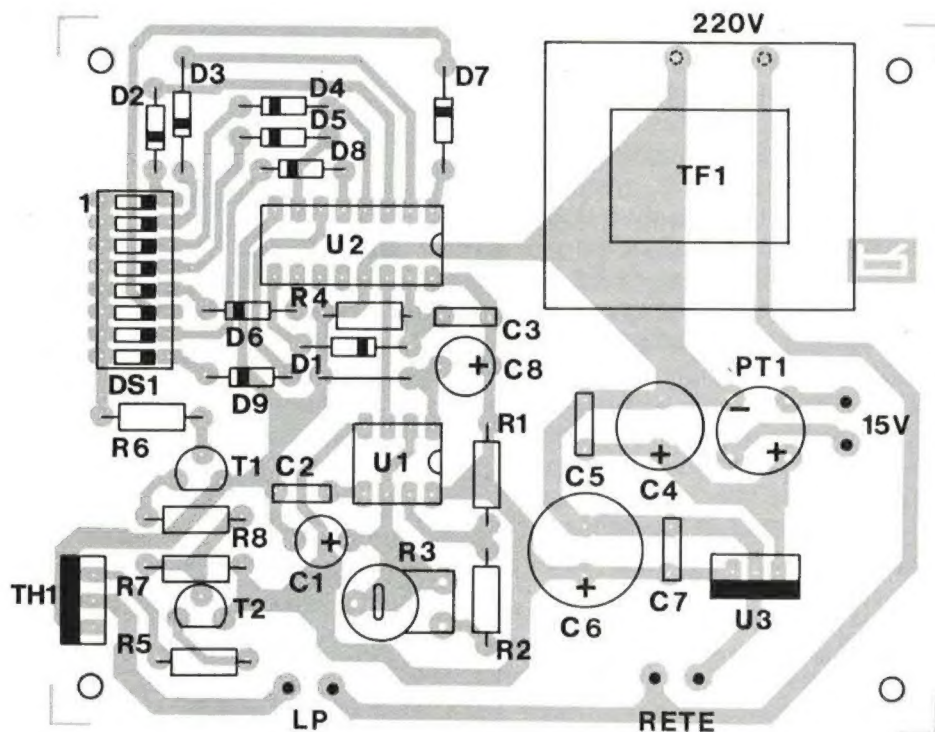 220V
D3
D4
D7
D2
D5
D8
TF1
1
U2
R4
C3
D6
D1
C8
PT1
DS1
D9
-
+
15V
R6
R1
T1
C2
U1
C5
C4
+
+
+
R8
C1
R3
C7
TH1
R7
T2
+
C6
U3
R5
R2
LP
RETE